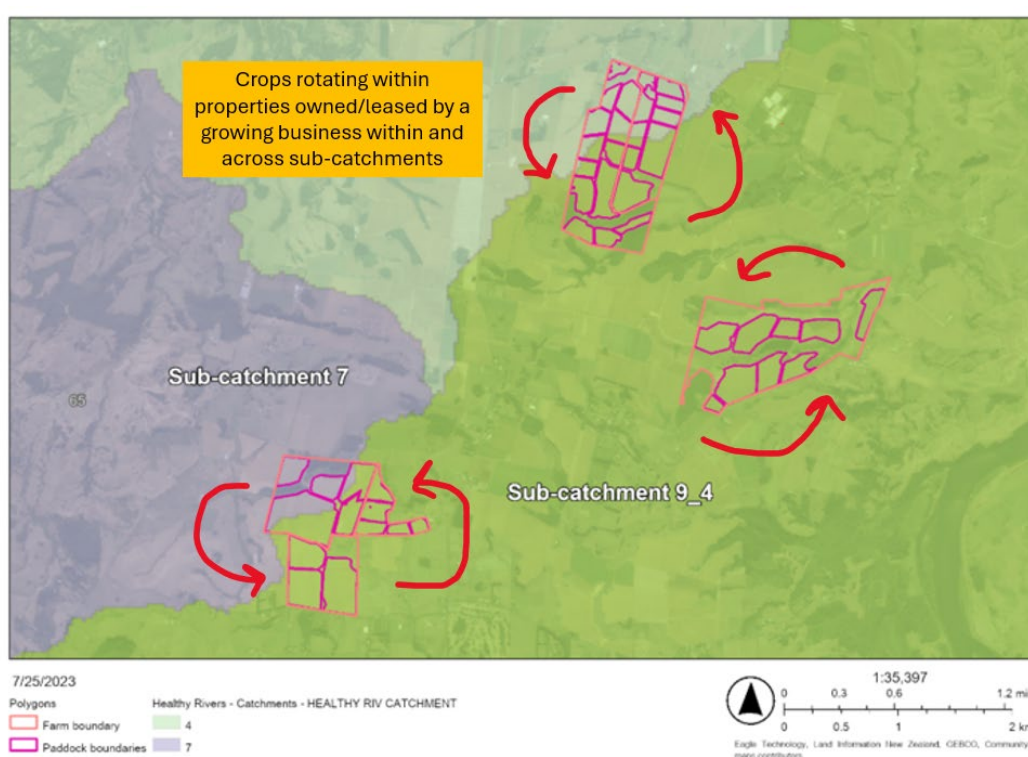 Crops rotating within
properties owned/leased by a
growing business within and
across sub-catchments
Sub-catchment 7
65
Sub-catchment 9_4
7/25/2023
Polygons
Farm boundary
Paddock boundaries
Healthy Rivers - Catchments - HEALTHY RIV CATCHMENT
4
7
1:35,397
0 0.3 0.6 1.2 mi
0 0.5 1 2 km
Eagle Technology, Land Information New Zealand, GEBCO, Community
maps contributors